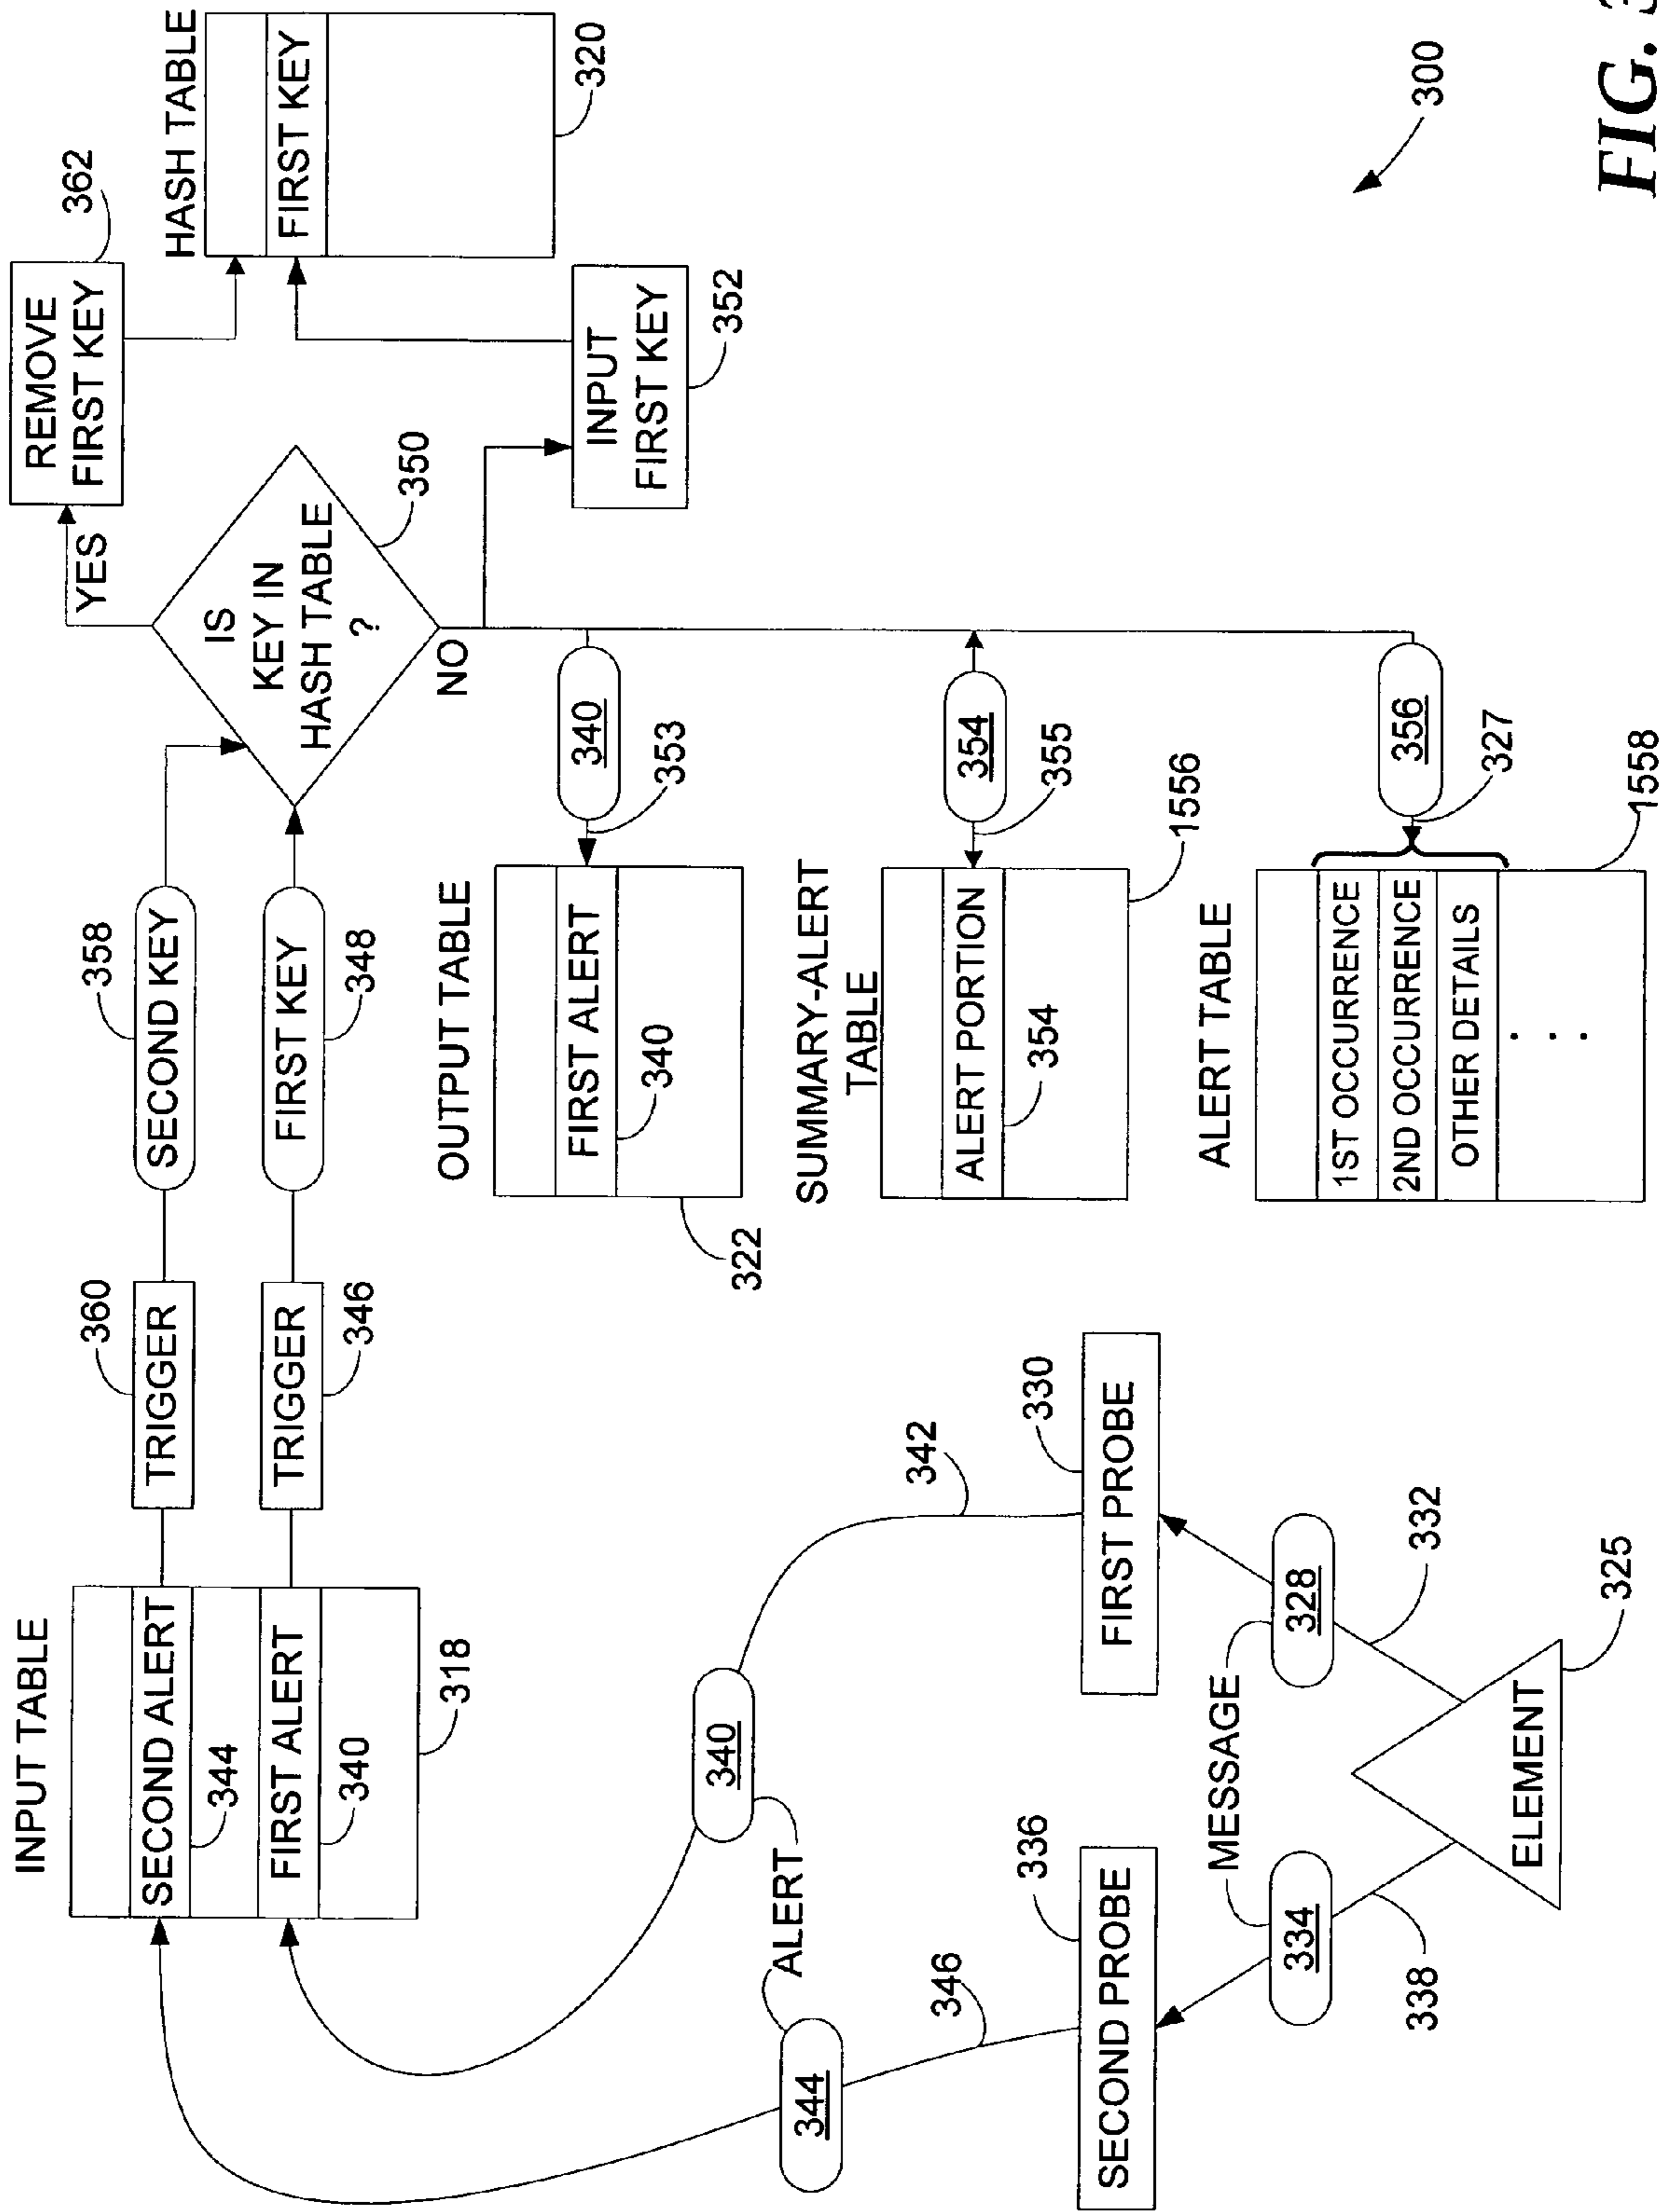 INPUT TABLE
SECOND ALERT
344
FIRST ALERT
340
318
360
TRIGGER
TRIGGER
346
358
SECOND KEY
FIRST KEY
348
IS
KEY IN
HASH TABLE
?
350
YES
NO
REMOVE
FIRST KEY
362
HASH TABLE
FIRST KEY
320
INPUT
FIRST KEY
352
OUTPUT TABLE
FIRST ALERT
340
322
340
353
SUMMARY-ALERT
TABLE
ALERT PORTION
354
354
355
1556
ALERT TABLE
1ST OCCURRENCE
2ND OCCURRENCE
OTHER DETAILS
. . .
356
327
1558
344
ALERT
340
346
342
336
SECOND PROBE
330
FIRST PROBE
334
MESSAGE
328
338
332
ELEMENT
325
300
FIG. 3